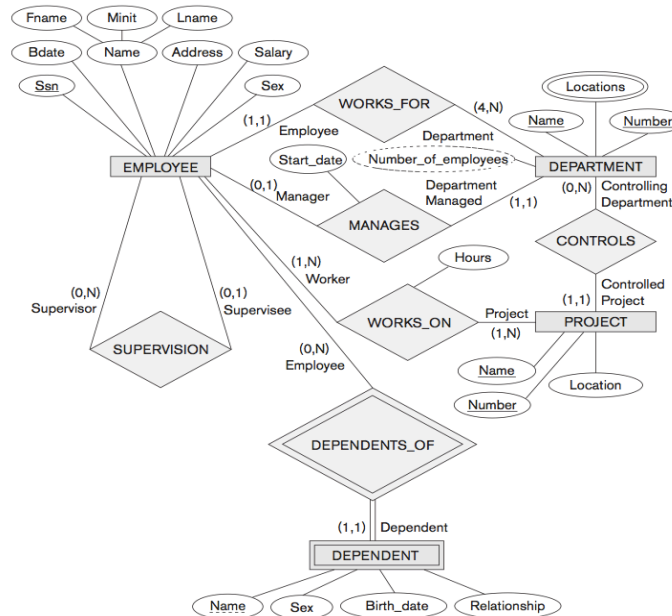 Fname
Minit
Lname
Bdate
Name
Address
Salary
Ssn
Sex
WORKS_FOR
Locations
Name
Number
(1,1)
Employee
(4,N)
Department
Start_date
Number_of_employees
EMPLOYEE
DEPARTMENT
(0,1)
Manager
Department
Managed
(1,1)
MANAGES
(0,N)
Controlling
Department
CONTROLS
(1,N)
Worker
Hours
(0,N)
Supervisor
(0,1)
Supervisee
(1,1)
Controlled
Project
WORKS_ON
Project
(1,N)
PROJECT
SUPERVISION
(0,N)
Employee
Name
Number
Location
DEPENDENTS_OF
(1,1)
Dependent
DEPENDENT
Name
Sex
Birth_date
Relationship